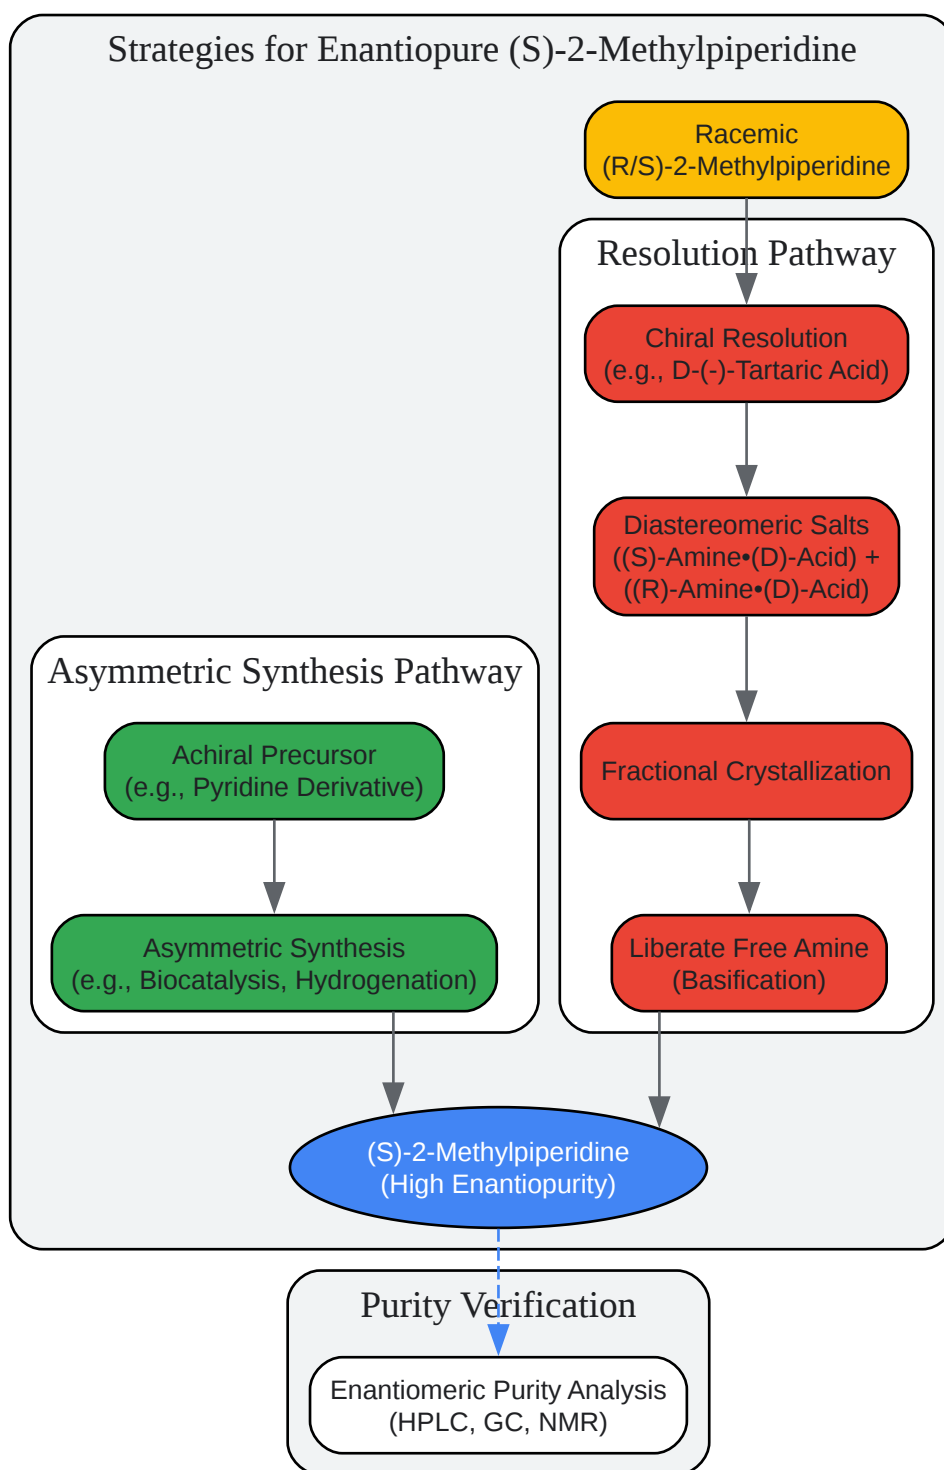 Strategies for Enantiopure (S)-2-Methylpiperidine
Racemic
(R/S)-2-Methylpiperidine
Resolution Pathway
Chiral Resolution
(e.g., D-(-)-Tartaric Acid)
Diastereomeric Salts
((S)-Amine•(D)-Acid) +
((R)-Amine•(D)-Acid)
Fractional Crystallization
Liberate Free Amine
(Basification)
Asymmetric Synthesis Pathway
Achiral Precursor
(e.g., Pyridine Derivative)
Asymmetric Synthesis
(e.g., Biocatalysis, Hydrogenation)
(S)-2-Methylpiperidine
(High Enantiopurity)
Purity Verification
Enantiomeric Purity Analysis
(HPLC, GC, NMR)